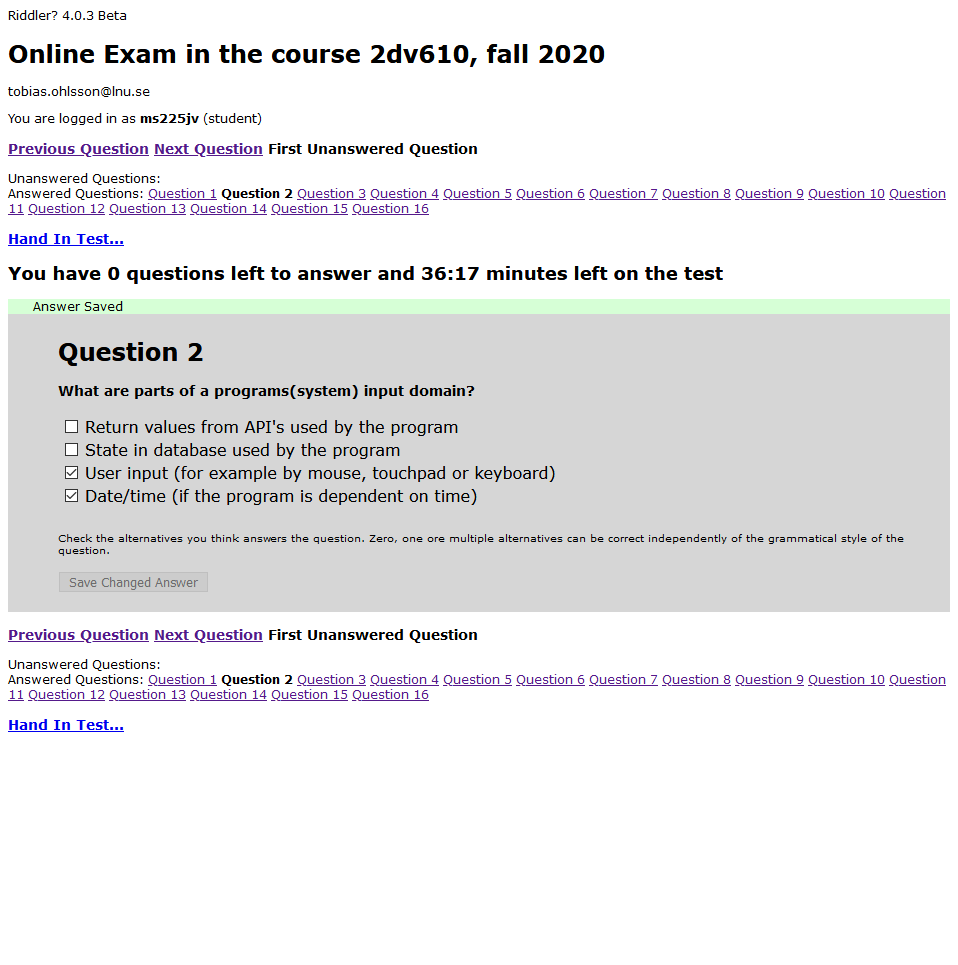 Riddler? 4.0.3 Beta
Online Exam in the course 2dv610, fall 2020
tobias.ohlsson@lnu.se
You are logged in as ms225jv (student)
Previous Question Next Question First Unanswered Question
Unanswered Questions:
Answered Questions: Question 1 Question 2 Question 3 Question 4 Question 5 Question 6 Question 7 Question 8 Question 9 Question 10 Question
11 Question 12 Question 13 Question 14 Question 15 Question 16
Hand In Test...
You have 0 questions left to answer and 36:17 minutes left on the test
Answer Saved
Question 2
What are parts of a programs(system) input domain?
Return values from API's used by the program
State in database used by the program
User input (for example by mouse, touchpad or keyboard)
Date/time (if the program is dependent on time)
Check the alternatives you think answers the question. Zero, one ore multiple alternatives can be correct independently of the grammatical style of the
question.
Save Changed Answer
Previous Question Next Question First Unanswered Question
Unanswered Questions:
Answered Questions: Question 1 Question 2 Question 3 Question 4 Question 5 Question 6 Question 7 Question 8 Question 9 Question 10 Question
11 Question 12 Question 13 Question 14 Question 15 Question 16
Hand In Test...